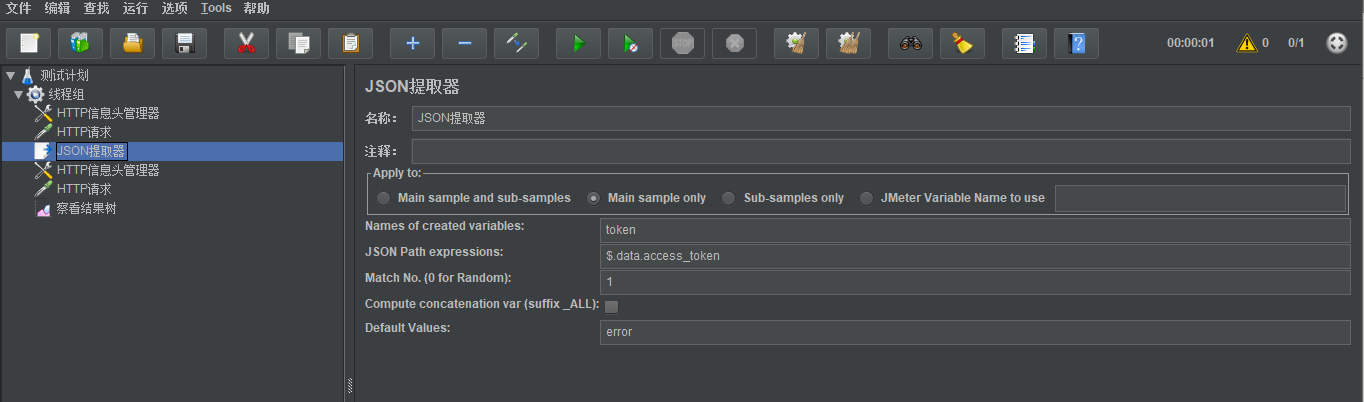 文件 编辑 查找 运行 选项 Tools 帮助
STOP 00:00:01 0 0/1
测试计划
线程组
HTTP信息头管理器
HTTP请求
JSON提取器
HTTP信息头管理器
HTTP请求
察看结果树
JSON提取器
名称： JSON提取器
注释：
Apply to:
Main sample and sub-samples Main sample only Sub-samples only JMeter Variable Name to use
Names of created variables: token
JSON Path expressions: $.data.access_token
Match No. (0 for Random): 1
Compute concatenation var (suffix _ALL):
Default Values: error